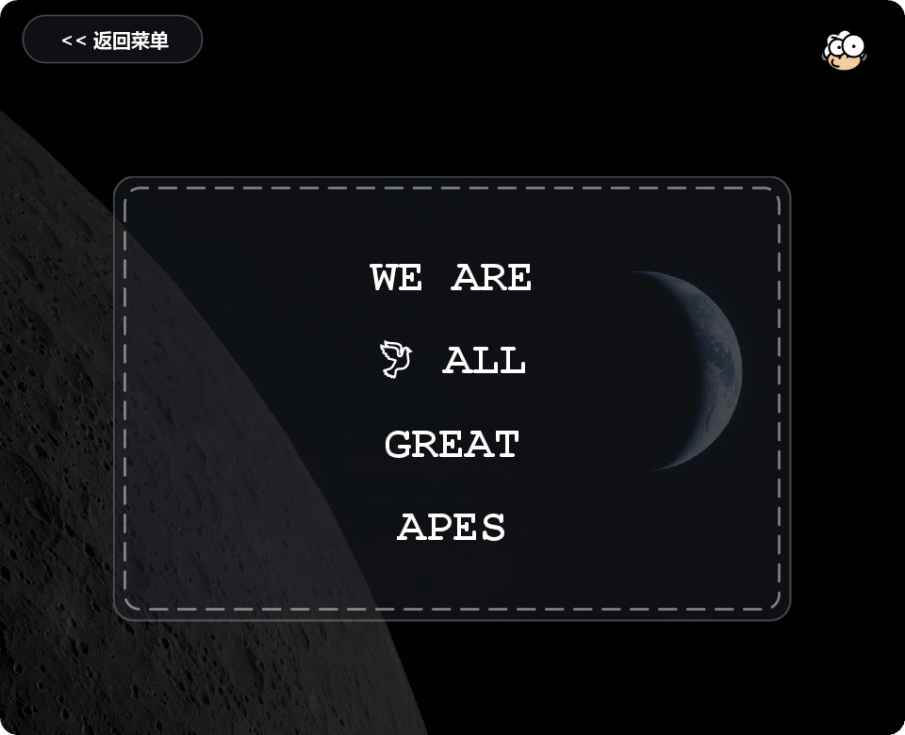 << 返回菜单
WE ARE
🕊 ALL
GREAT
APES